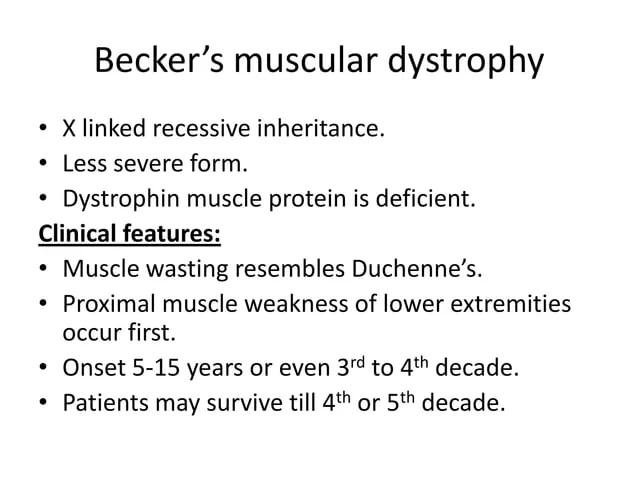 Becker’s muscular dystrophy
• X linked recessive inheritance.
• Less severe form.
• Dystrophin muscle protein is deficient.
Clinical features:
• Muscle wasting resembles Duchenne’s.
• Proximal muscle weakness of lower extremities
occur first.
• Onset 5-15 years or even 3rd to 4th decade.
• Patients may survive till 4th or 5th decade.